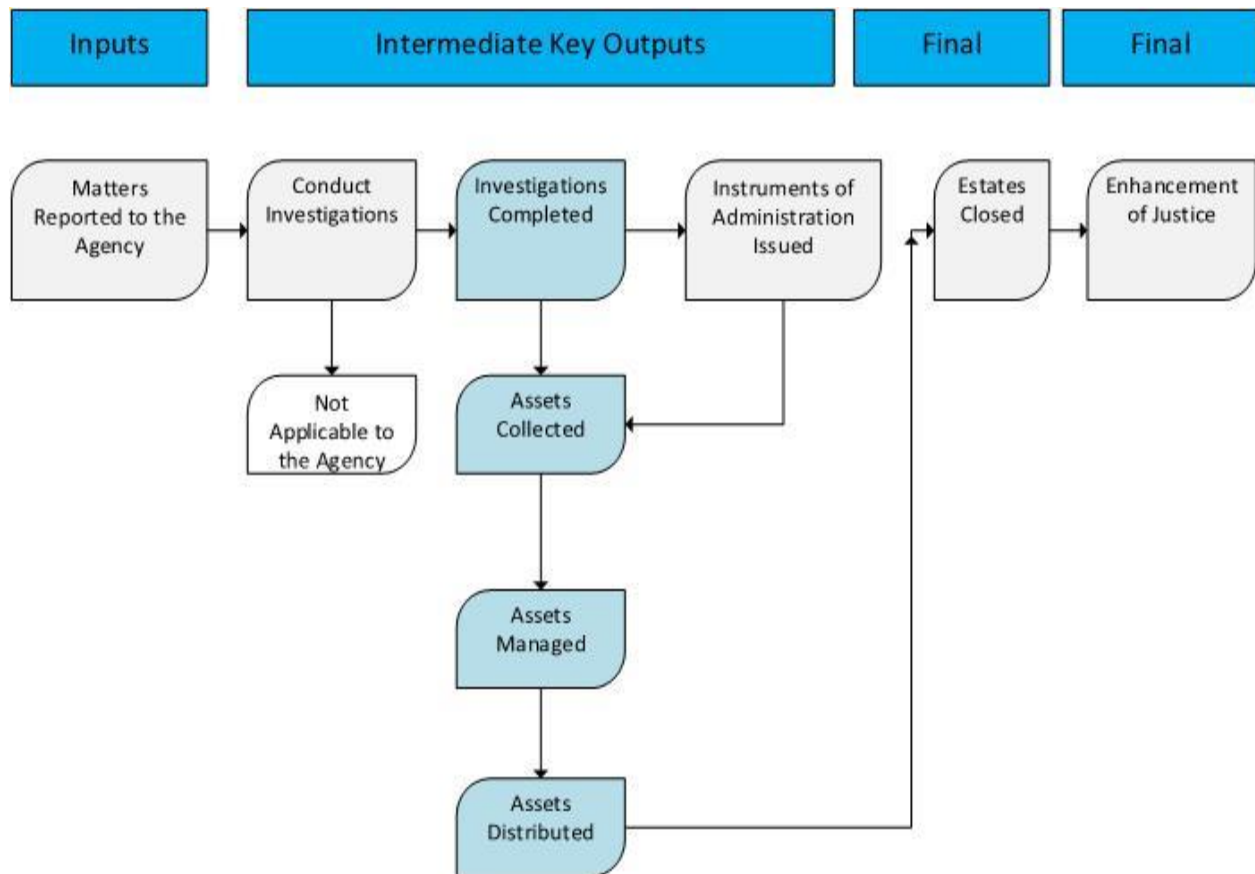 Inputs
Intermediate Key Outputs
Final
Final
Matters
Reported to the
Agency
Conduct
Investigations
Investigations
Completed
Instruments of
Administration
Issued
Estates
Closed
Enhancement
of Justice
Not
Applicable to
the Agency
Assets
Collected
Assets
Managed
Assets
Distributed